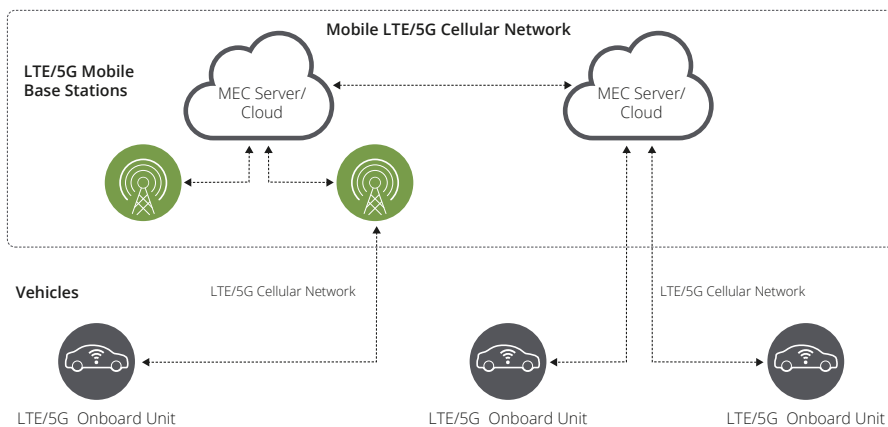 Mobile LTE/5G Cellular Network
LTE/5G Mobile
Base Stations
MEC Server/
Cloud
MEC Server/
Cloud
Vehicles
LTE/5G Cellular Network
LTE/5G Cellular Network
LTE/5G Onboard Unit
LTE/5G Onboard Unit
LTE/5G Onboard Unit